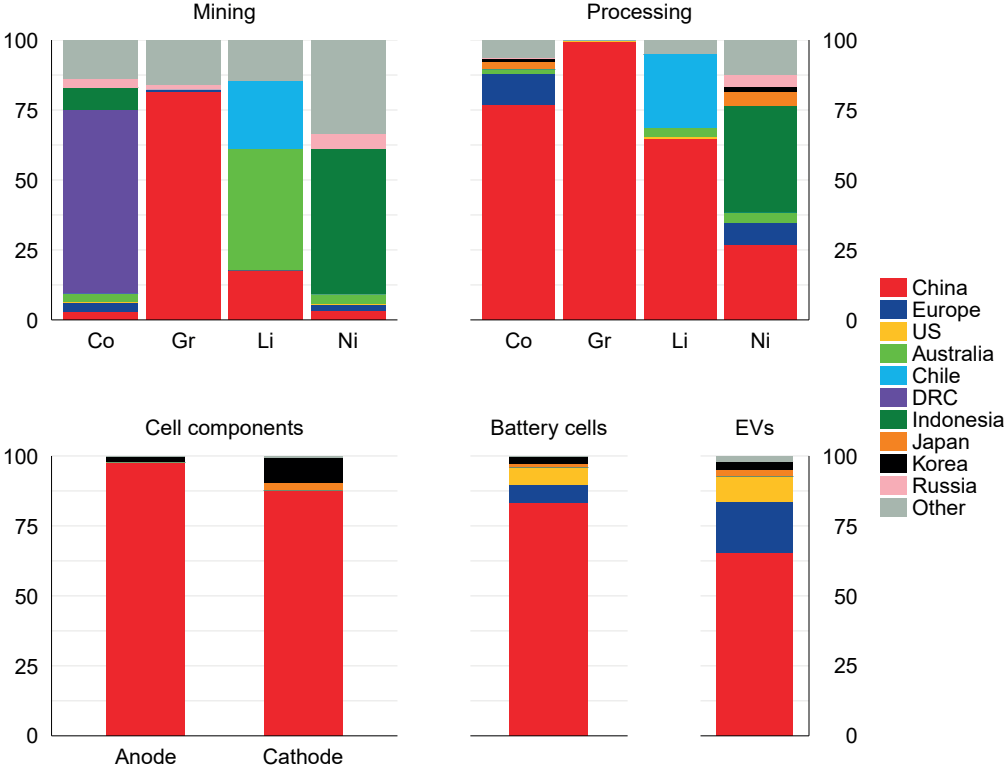 Mining
Processing
100
75
50
25
0
Co Gr Li Ni
100
75
50
25
0
Co Gr Li Ni
China
Europe
US
Australia
Chile
DRC
Indonesia
Japan
Korea
Russia
Other
Cell components
Battery cells
EVs
100
75
50
25
0
Anode Cathode
100
75
50
25
0